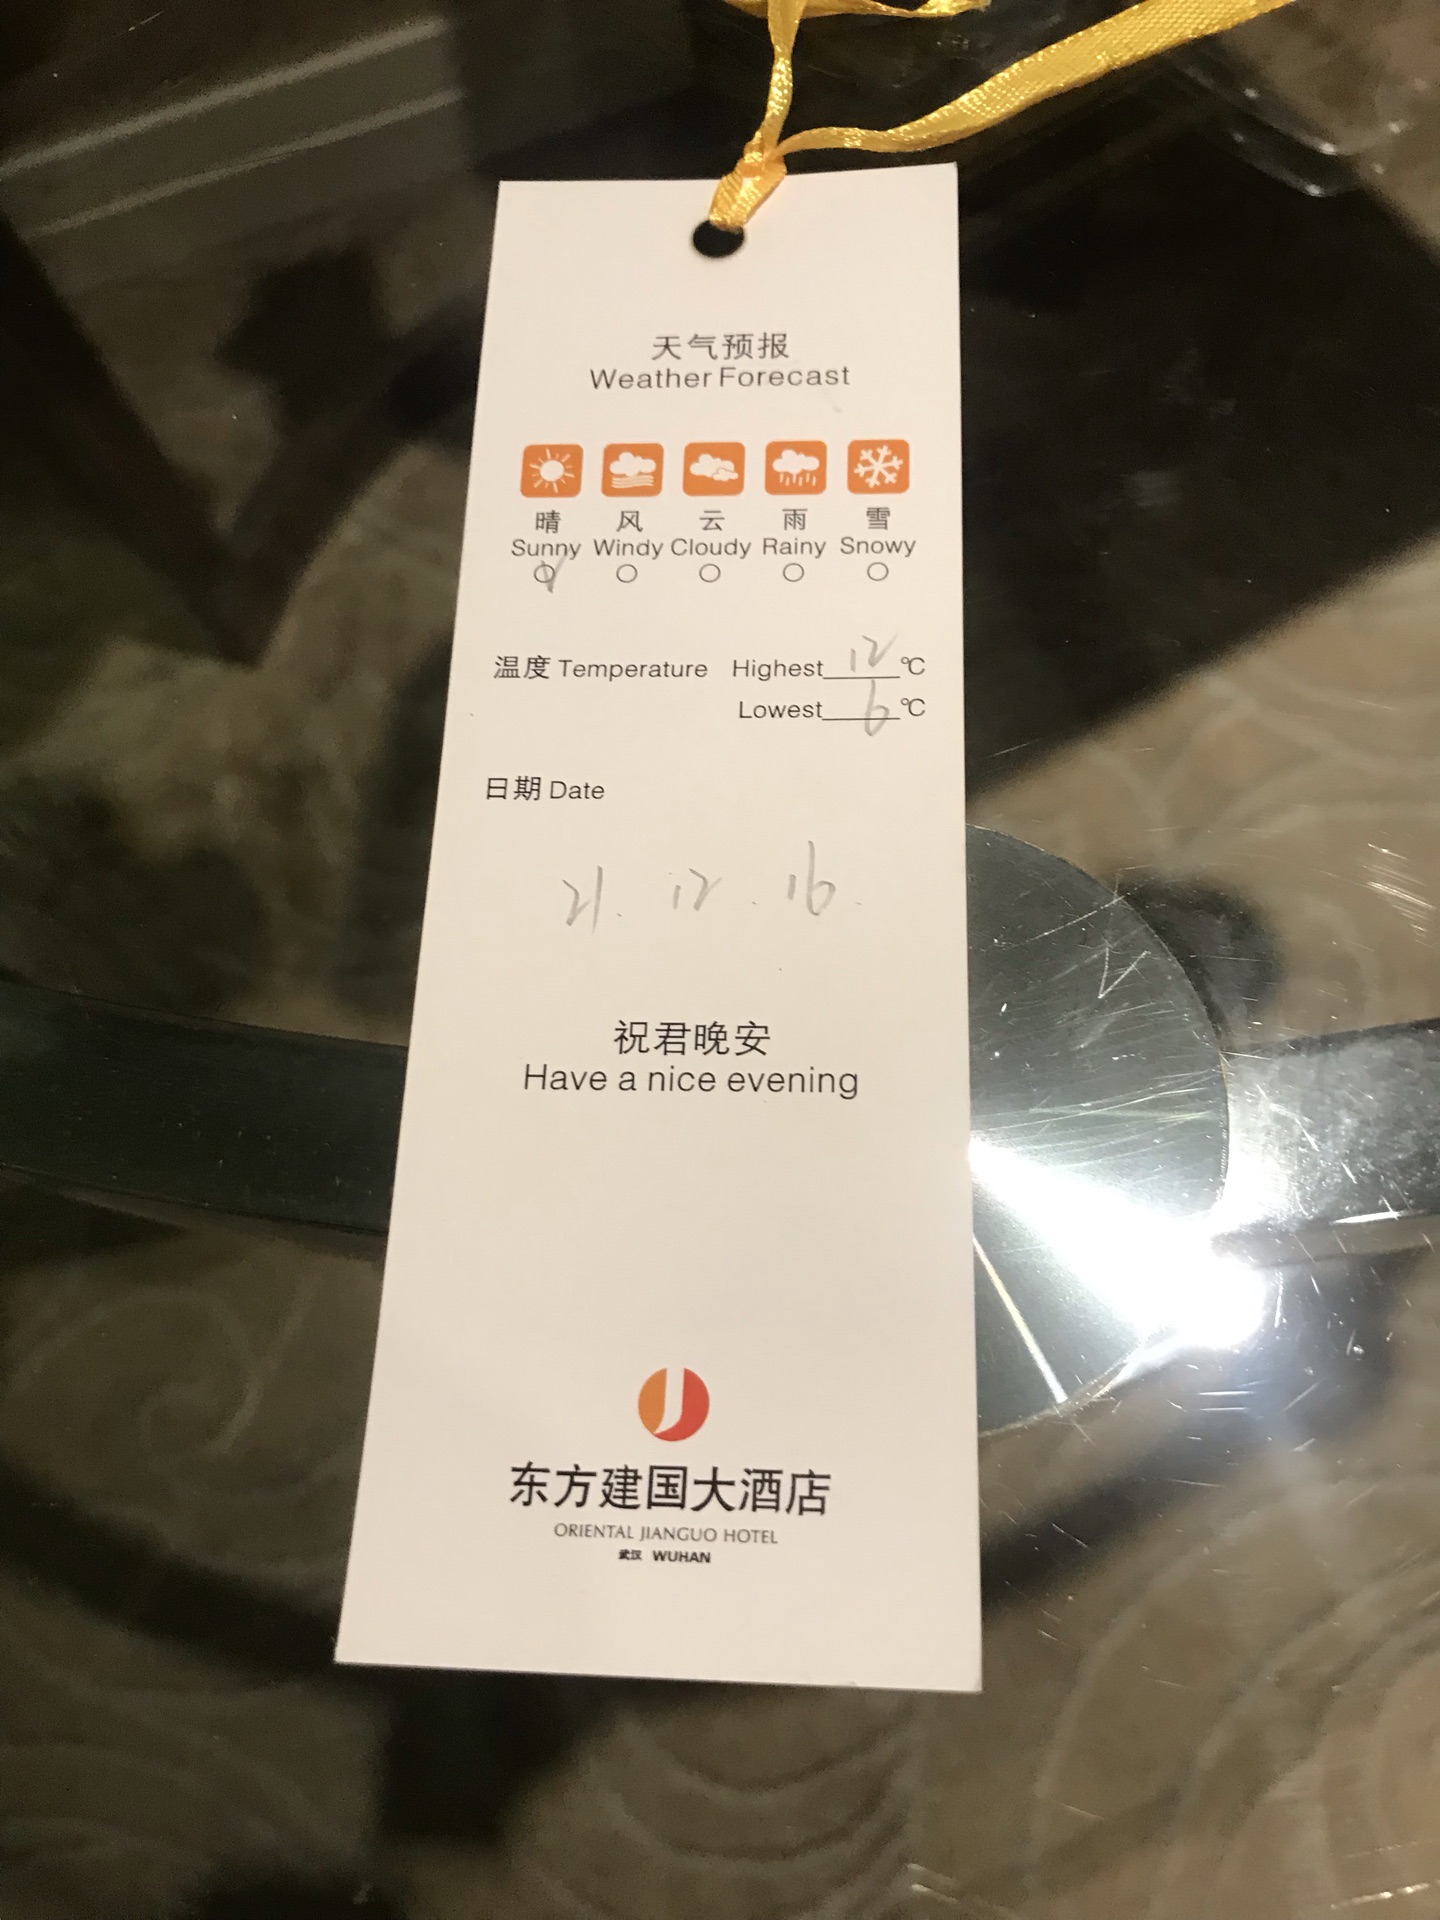 天气预报
Weather Forecast
晴 风 云 雨 雪
Sunny Windy Cloudy Rainy Snowy
温度 Temperature Highest 12 ℃
Lowest 6 ℃
日期 Date
21. 12. 16.
祝君晚安
Have a nice evening
东方建国大酒店
ORIENTAL JIANGUO HOTEL
武汉 WUHAN